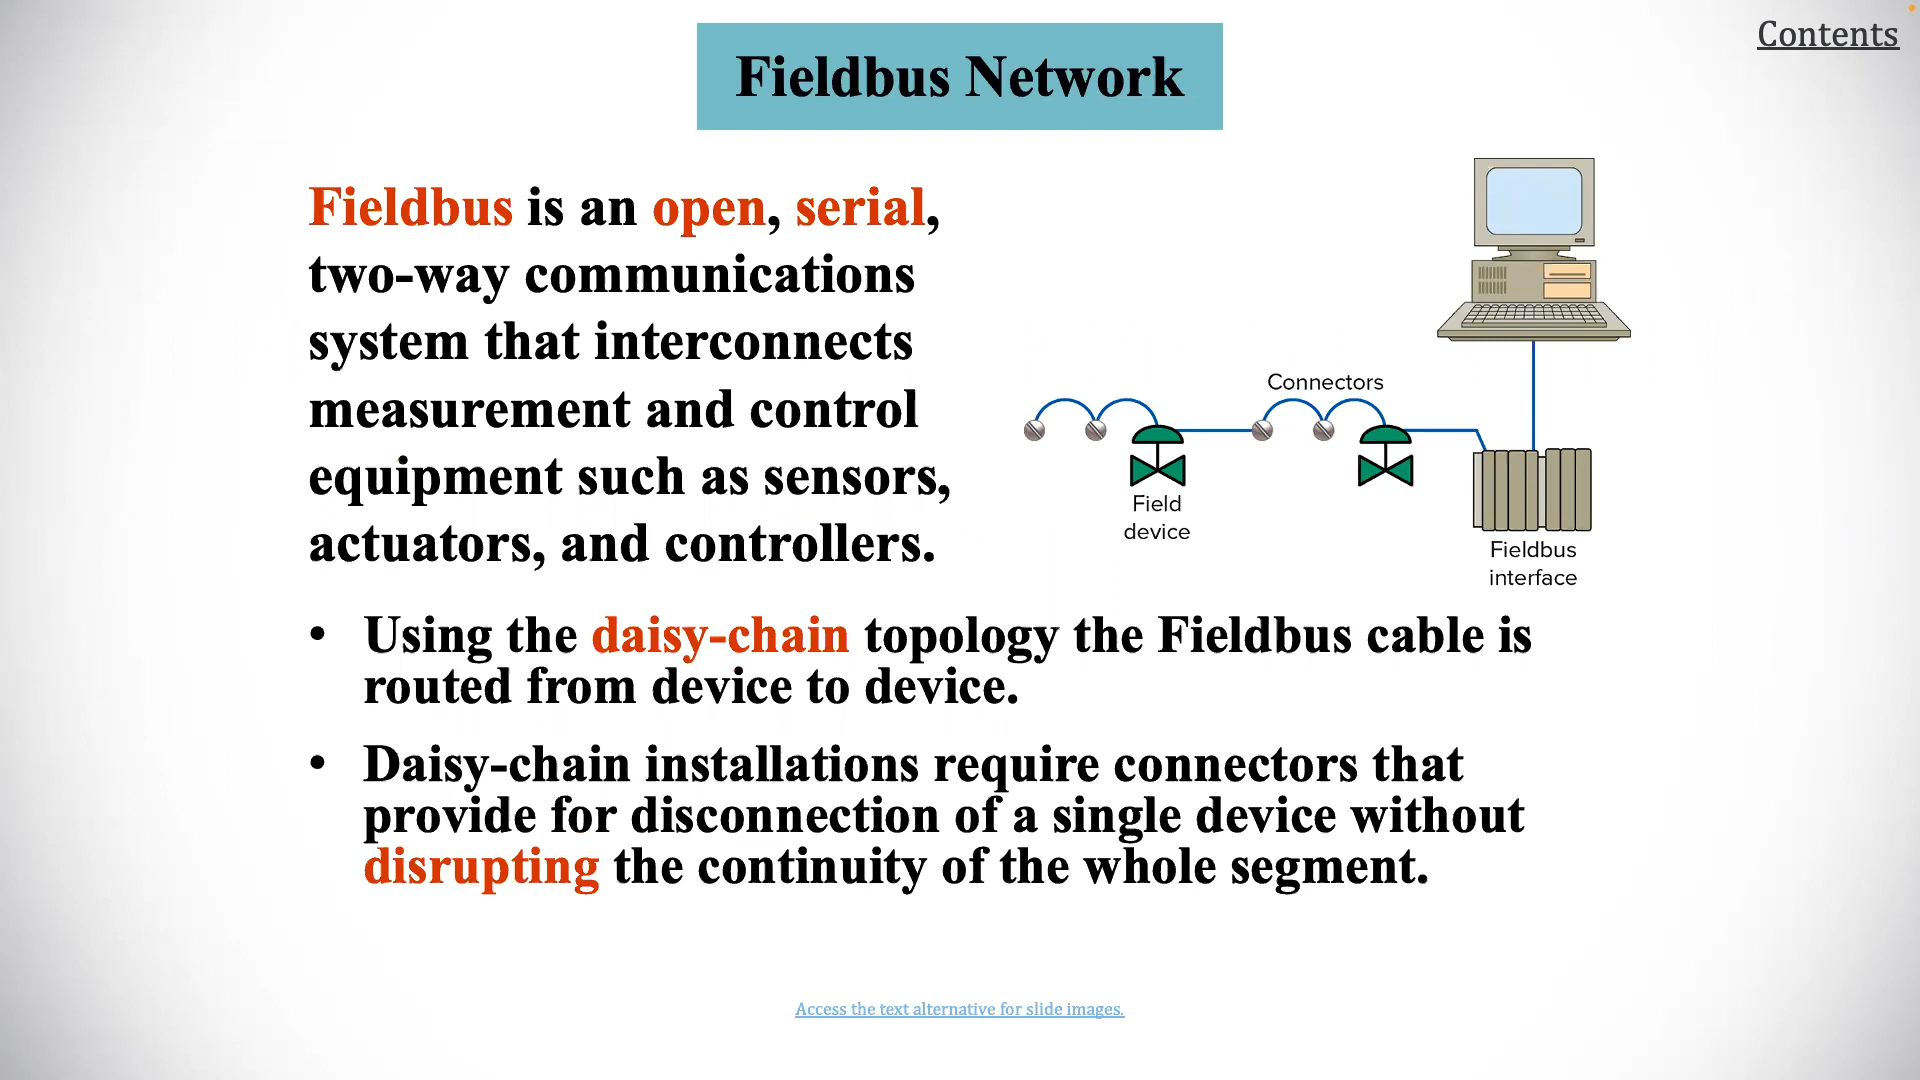 Contents
Fieldbus Network
Fieldbus is an open, serial,
two-way communications
system that interconnects
measurement and control
equipment such as sensors,
actuators, and controllers.
Connectors
Field
device
Fieldbus
interface
• Using the daisy-chain topology the Fieldbus cable is
routed from device to device.
• Daisy-chain installations require connectors that
provide for disconnection of a single device without
disrupting the continuity of the whole segment.
Access the text alternative for slide images.